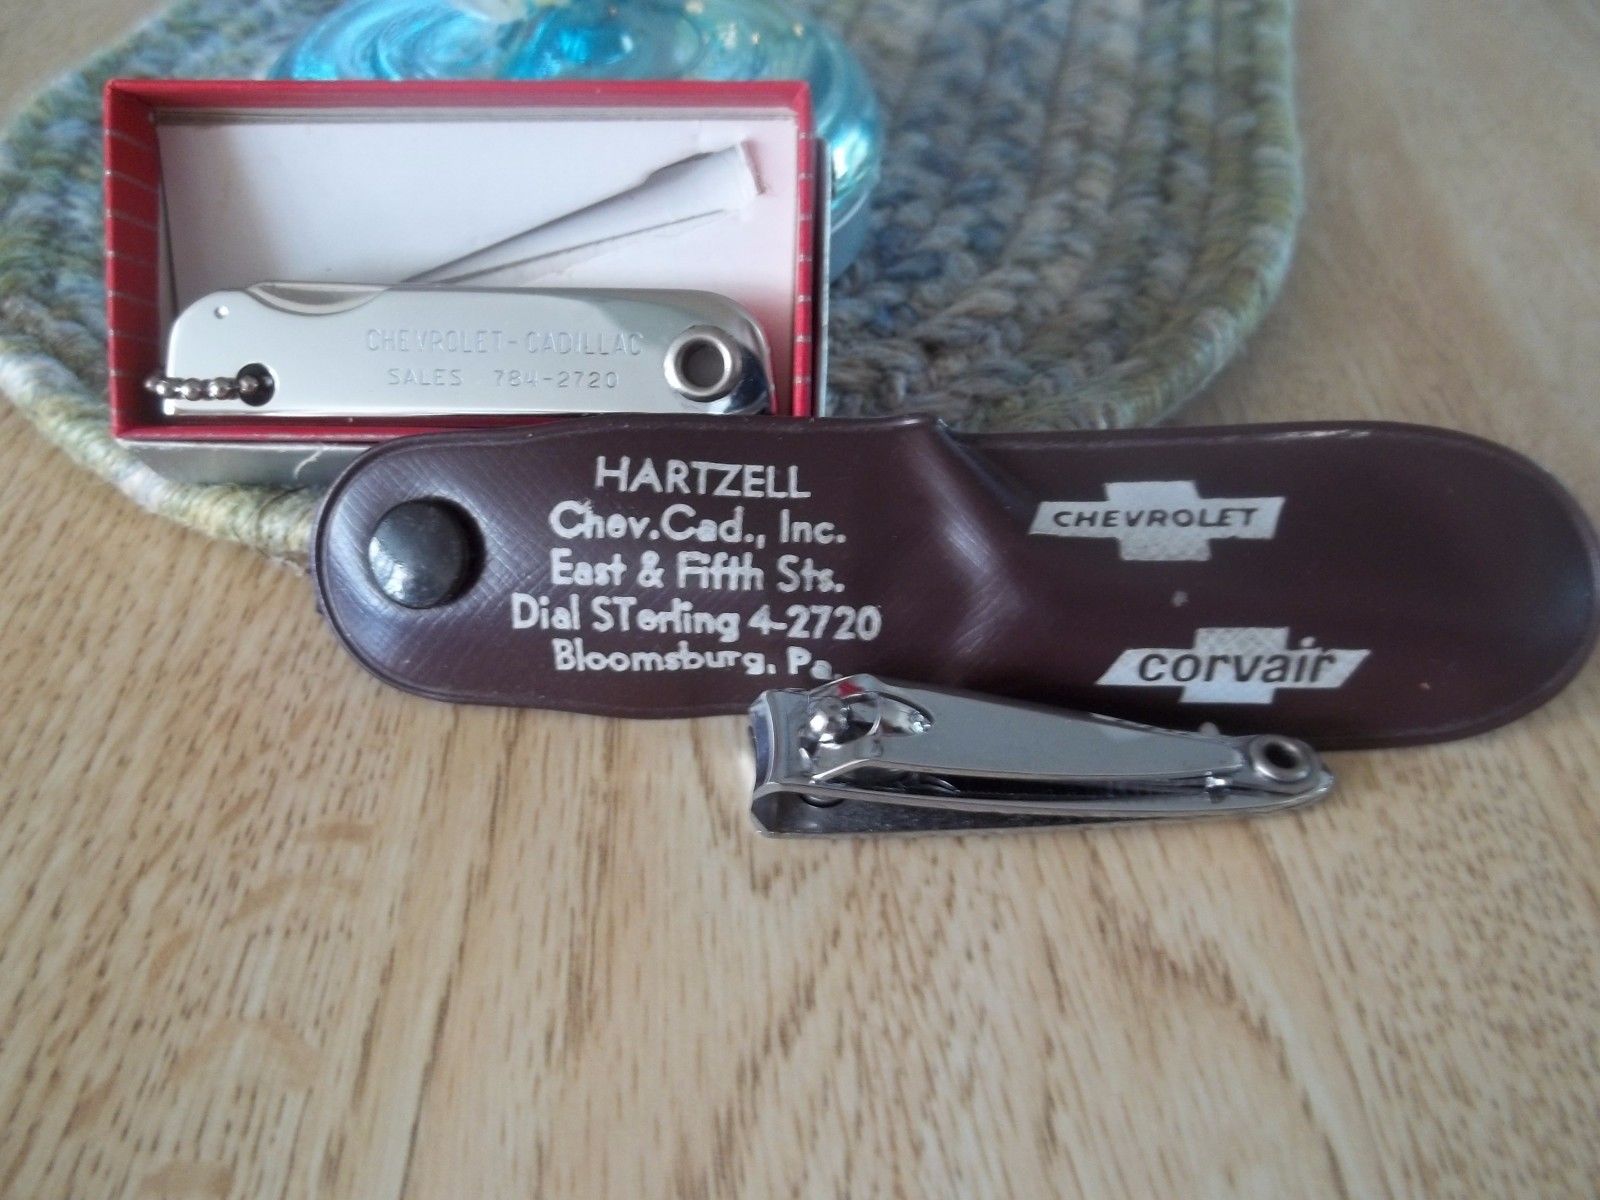 CHEVROLET-CADILLAC
SALES 784-2720
HARTZELL
Chev. Cad., Inc.
East & Fifth Sts.
Dial STerling 4-2720
Bloomsburg, Pa.
CHEVROLET
corvair